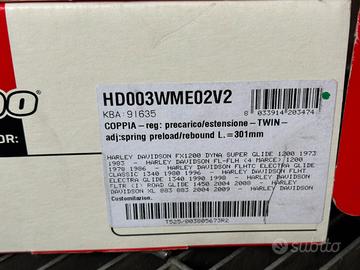 HD003WME02V2
KBA: 91635
8 033914 203474
COPPIA – reg: precarico/estensione –TWIN–
adj:spring preload/rebound L.=301mm
HARLEY DAVIDSON FX1200 DYNA SUPER GLIDE 1200 1973
1983- HARLEY DAVIDSON FL-FLH (4 MARCE) 1200
1978 1986 - HARLEY DAVIDSON FLHTC ELECTRA GLIDE
CLASSIC 1340 1980 1996 - HARLEY DAVIDSON FLHT
ELECTRA GLIDE 1340 1990 1998 - HARLEY DAVIDSON
FLTR (I) ROAD GLIDE 1450 2004 2008 - HARLEY
DAVIDSON XL 883 883 2004 2009 -
Customization.
OR:
subito